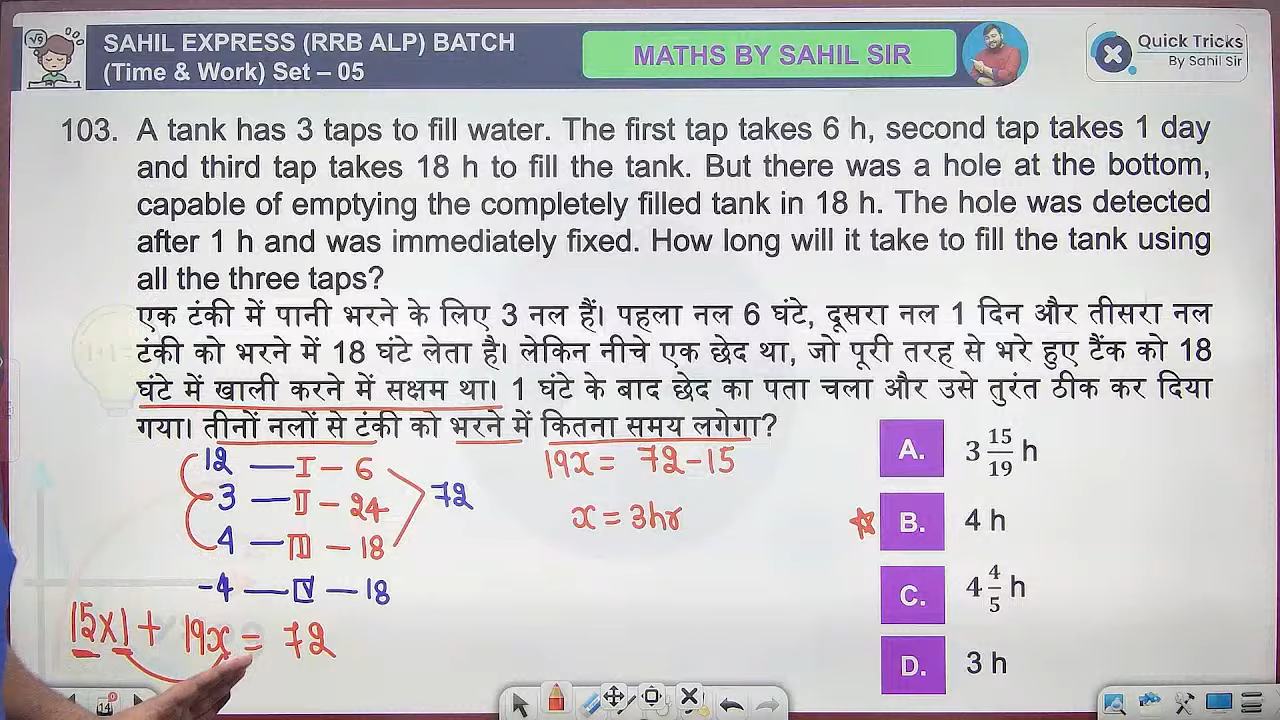 SAHIL EXPRESS (RRB ALP) BATCH
(Time & Work) Set – 05
MATHS BY SAHIL SIR
Quick Tricks
By Sahil Sir
103. A tank has 3 taps to fill water. The first tap takes 6 h, second tap takes 1 day
and third tap takes 18 h to fill the tank. But there was a hole at the bottom,
capable of emptying the completely filled tank in 18 h. The hole was detected
after 1 h and was immediately fixed. How long will it take to fill the tank using
all the three taps?
एक टंकी में पानी भरने के लिए 3 नल हैं। पहला नल 6 घंटे, दूसरा नल 1 दिन और तीसरा नल
टंकी को भरने में 18 घंटे लेता है। लेकिन नीचे एक छेद था, जो पूरी तरह से भरे हुए टैंक को 18
घंटे में खाली करने में सक्षम था। 1 घंटे के बाद छेद का पता चला और उसे तुरंत ठीक कर दिया
गया। तीनों नलों से टंकी को भरने में कितना समय लगेगा?
12 — I – 6
3 — II – 24
72
4 — III – 18
-4 — IV – 18
15x1 + 19x = 72
19x = 72-15
x = 3hr
A. 3 15/19 h
B. 4 h
C. 4 4/5 h
D. 3 h
14